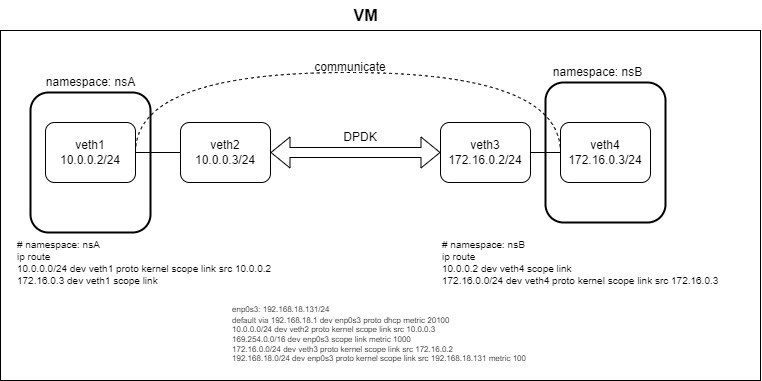 VM
communicate
namespace: nsA
namespace: nsB
veth1
10.0.0.2/24
veth2
10.0.0.3/24
DPDK
veth3
172.16.0.2/24
veth4
172.16.0.3/24
# namespace: nsA
ip route
10.0.0.0/24 dev veth1 proto kernel scope link src 10.0.0.2
172.16.0.3 dev veth1 scope link
# namespace: nsB
ip route
10.0.0.2 dev veth4 scope link
172.16.0.0/24 dev veth4 proto kernel scope link src 172.16.0.3
enp0s3: 192.168.18.131/24
default via 192.168.18.1 dev enp0s3 proto dhcp metric 20100
10.0.0.0/24 dev veth2 proto kernel scope link src 10.0.0.3
169.254.0.0/16 dev enp0s3 scope link metric 1000
172.16.0.0/24 dev veth3 proto kernel scope link src 172.16.0.2
192.168.18.0/24 dev enp0s3 proto kernel scope link src 192.168.18.131 metric 100